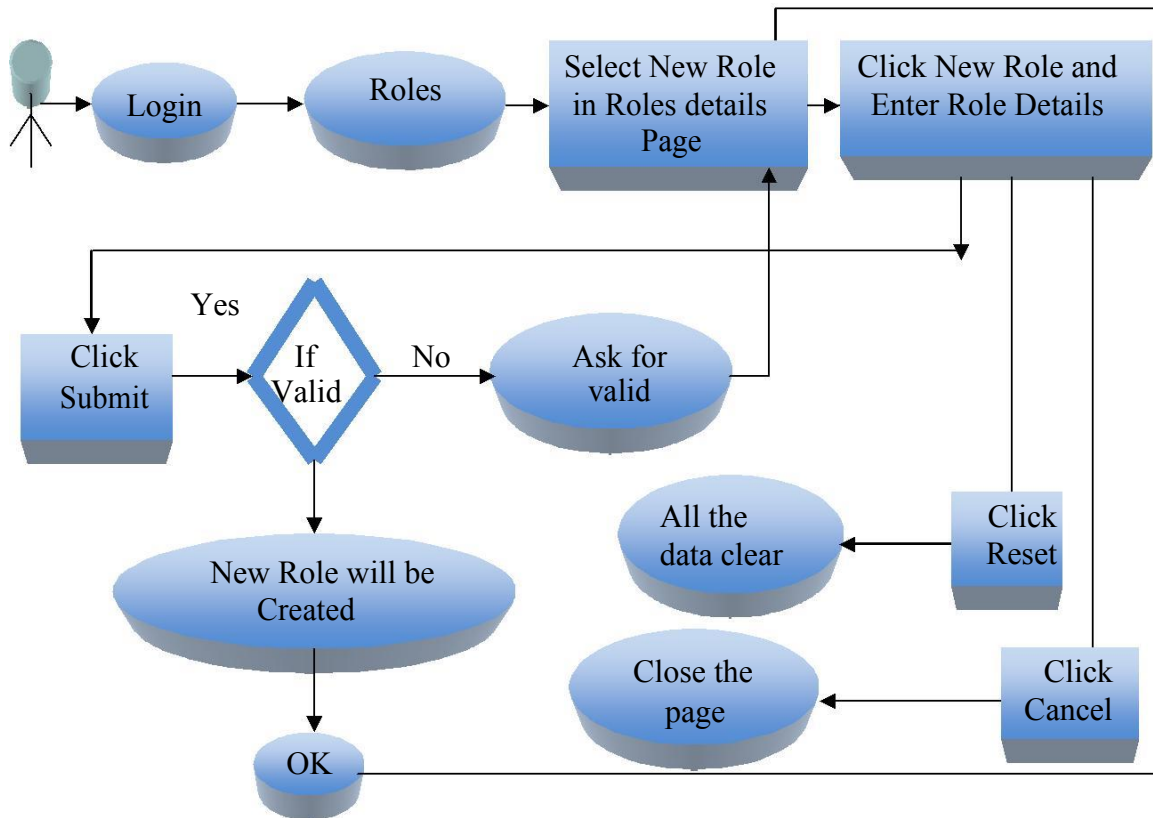 Login
Roles
Select New Role
in Roles details
Page
Click New Role and
Enter Role Details
Yes
Click
Submit
If
Valid
No
Ask for
valid
All the
data clear
Click
Reset
New Role will be
Created
Close the
page
Click
Cancel
OK